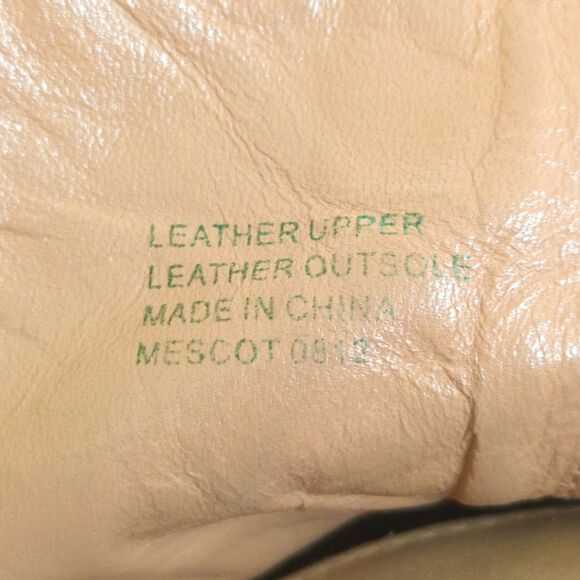 LEATHER UPPER
LEATHER OUTSOLE
MADE IN CHINA
MESCOT 0812